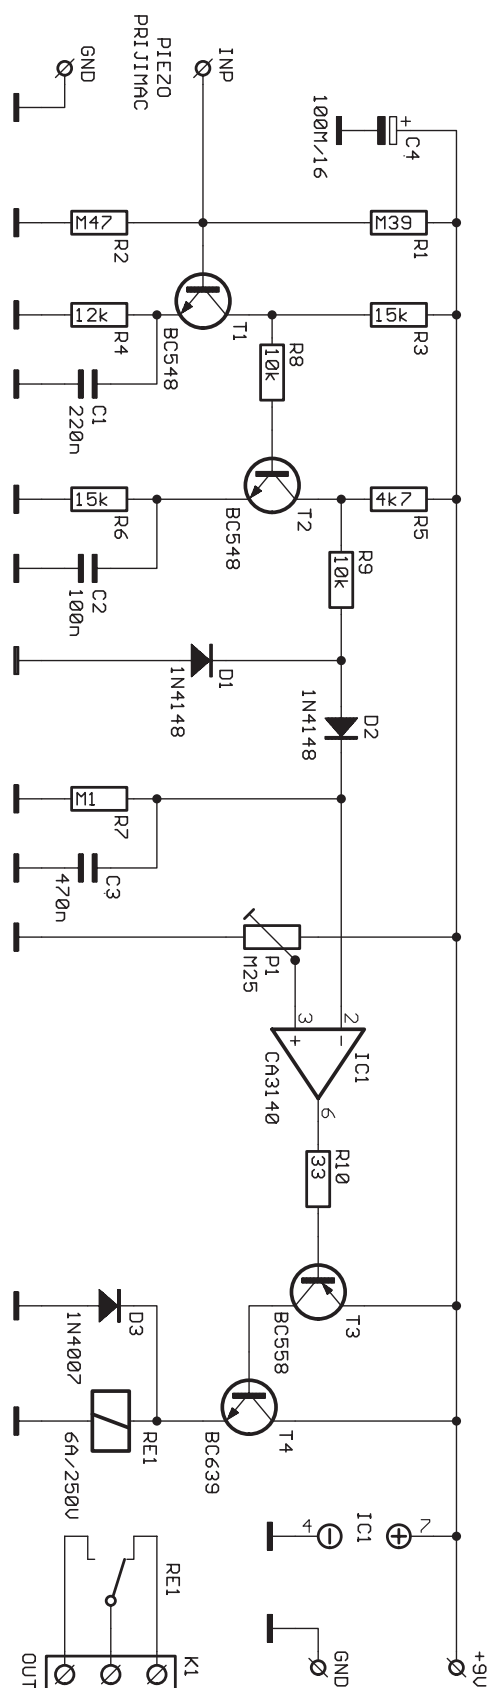 INP
GND
PIEZO
PRIJIMAC
+
C4
100M/16
R1
M39
R2
M47
R3
15k
T1
BC548
R4
12k
C1
220n
R8
10k
T2
BC548
R5
4k7
R6
15k
C2
100n
R9
10k
D1
1N4148
D2
1N4148
R7
M1
C3
470n
P1
M25
2
3
-
+
IC1
CA3140
6
R10
33
T3
BC558
T4
BC639
D3
1N4007
RE1
6A/250V
7
+
IC1
-
4
RE1
+9V
GND
K1
OUT